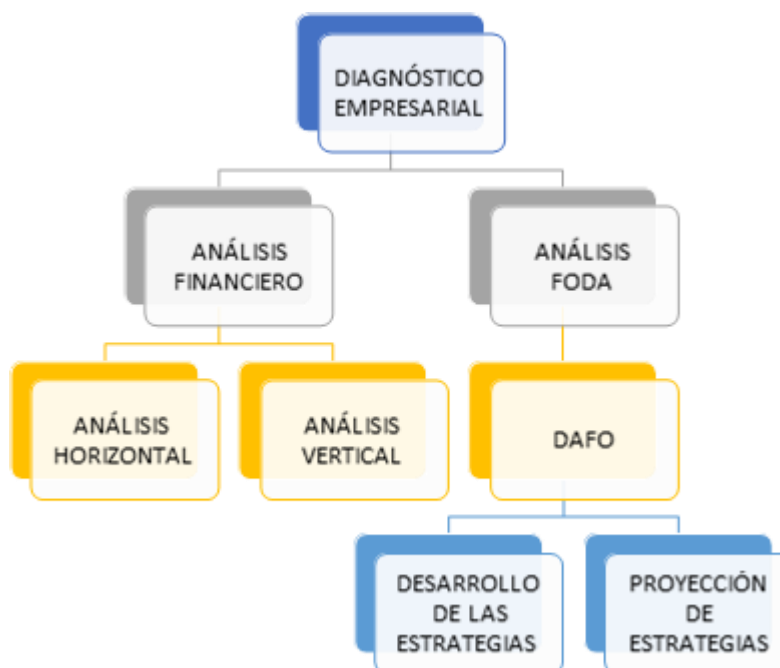 DIAGNÓSTICO
EMPRESARIAL
ANÁLISIS
FINANCIERO
ANÁLISIS
FODA
ANÁLISIS
HORIZONTAL
ANÁLISIS
VERTICAL
DAFO
DESARROLLO
DE LAS
ESTRATEGIAS
PROYECCIÓN
DE
ESTRATEGIAS